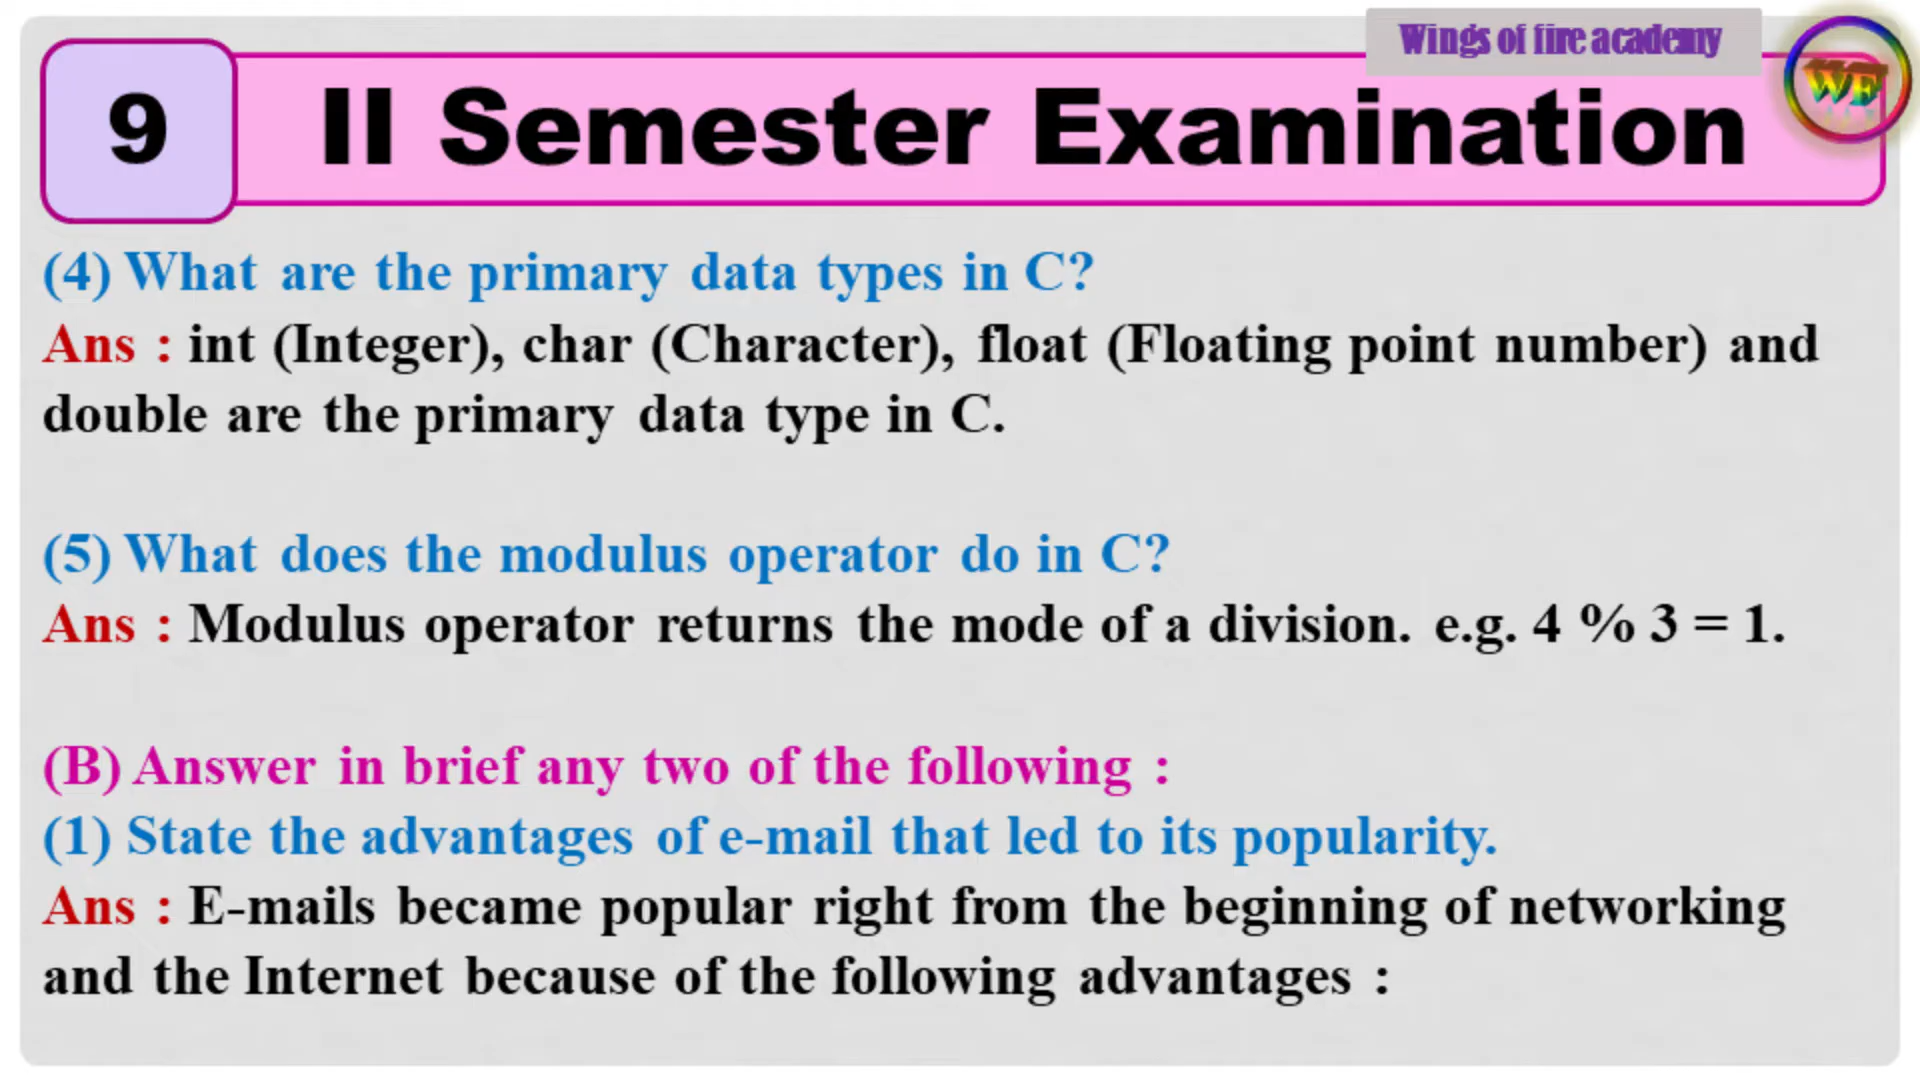 Wings of fire academy
WF
9
II Semester Examination
(4) What are the primary data types in C?
Ans : int (Integer), char (Character), float (Floating point number) and
double are the primary data type in C.
(5) What does the modulus operator do in C?
Ans : Modulus operator returns the mode of a division. e.g. 4 % 3 = 1.
(B) Answer in brief any two of the following :
(1) State the advantages of e-mail that led to its popularity.
Ans : E-mails became popular right from the beginning of networking
and the Internet because of the following advantages :